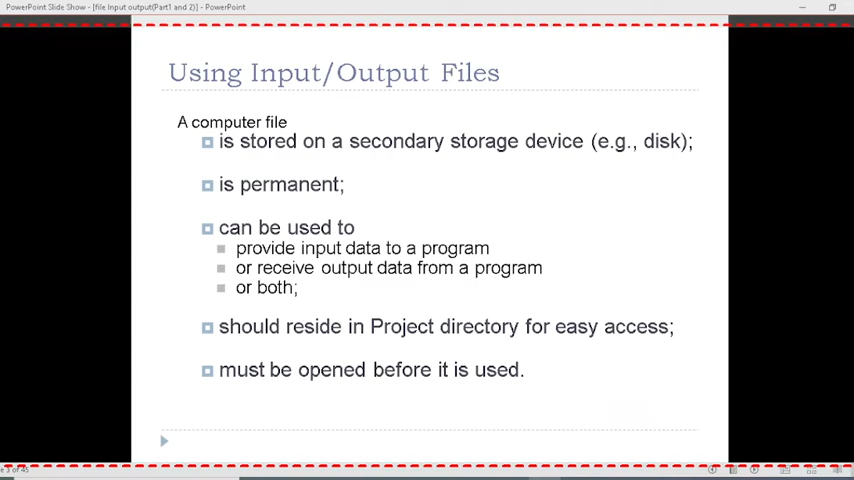 PowerPoint Slide Show - [file Input output(Part1 and 2)] - PowerPoint
Using Input/Output Files
A computer file
is stored on a secondary storage device (e.g., disk);
is permanent;
can be used to
provide input data to a program
or receive output data from a program
or both;
should reside in Project directory for easy access;
must be opened before it is used.
3 of 45